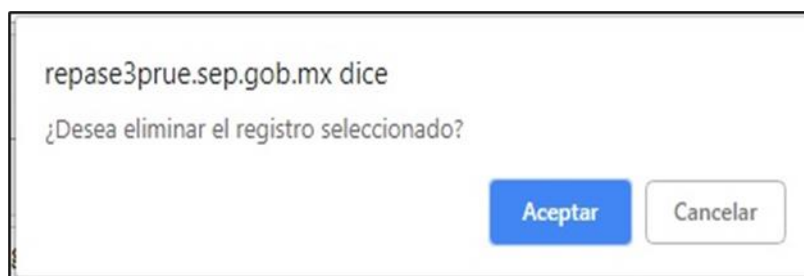 repase3prue.sep.gob.mx dice
¿Desea eliminar el registro seleccionado?
Aceptar
Cancelar